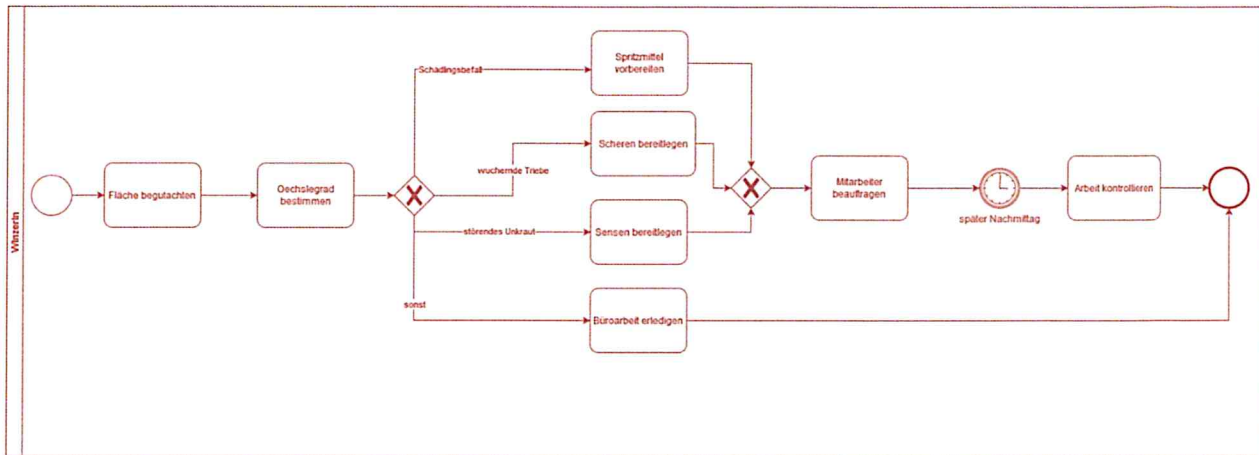 WinzerIn
Fläche begutachten
Oechslegrad
bestimmen
Schädlingsbefall
wuchernde Triebe
störendes Unkraut
sonst
Spritzmittel
vorbereiten
Scheren bereitlegen
Sensen bereitlegen
Büroarbeit erledigen
Mitarbeiter
beauftragen
später Nachmittag
Arbeit kontrollieren